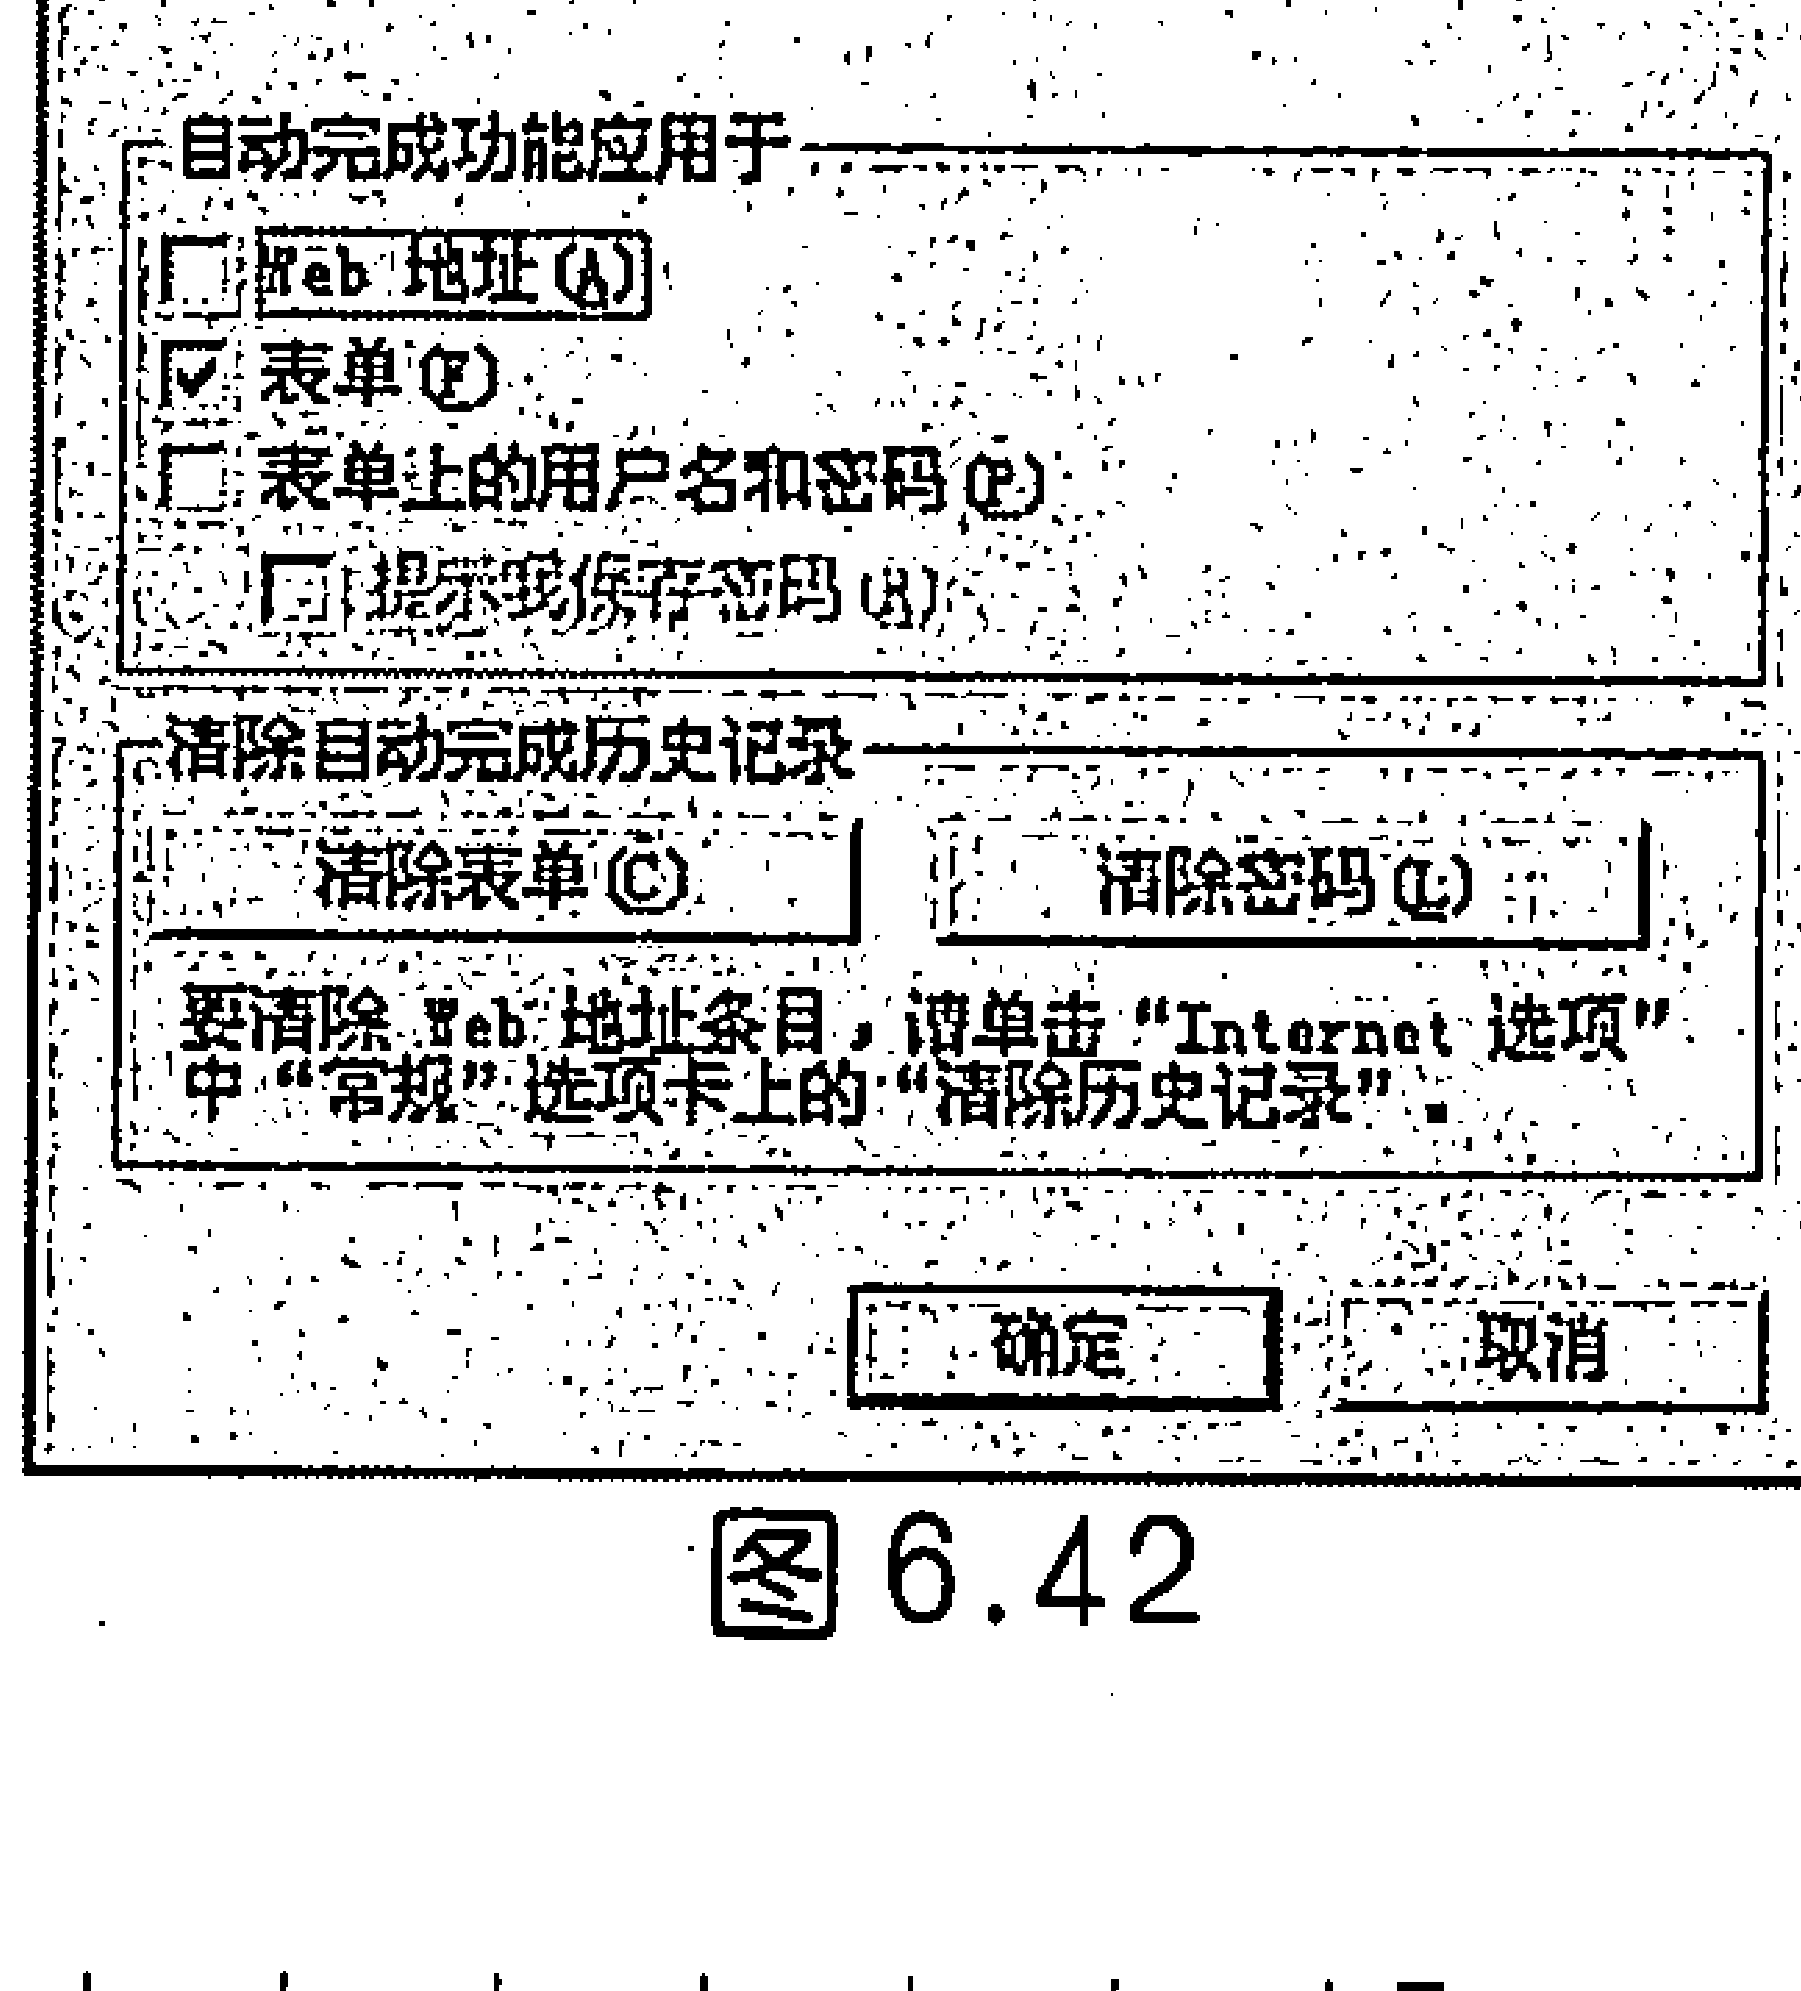 自动完成功能应用于
Web 地址(A)
表单(F)
表单上的用户名和密码(P)
提示我保存密码(R)
清除自动完成历史记录
清除表单(C) 清除密码(L)
要清除 Web 地址条目，请单击“Internet 选项”
中“常规”选项卡上的“清除历史记录”.
确定 取消
图 6.42